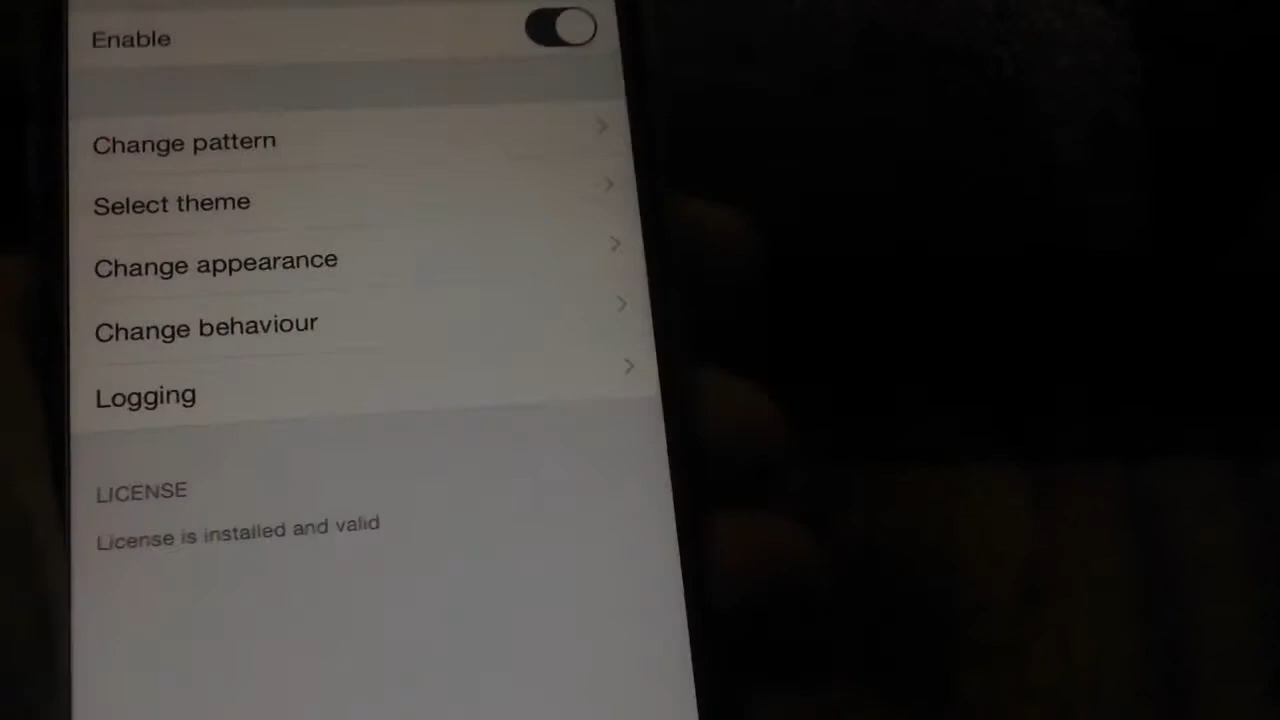 Enable
Change pattern
Select theme
Change appearance
Change behaviour
Logging
LICENSE
License is installed and valid